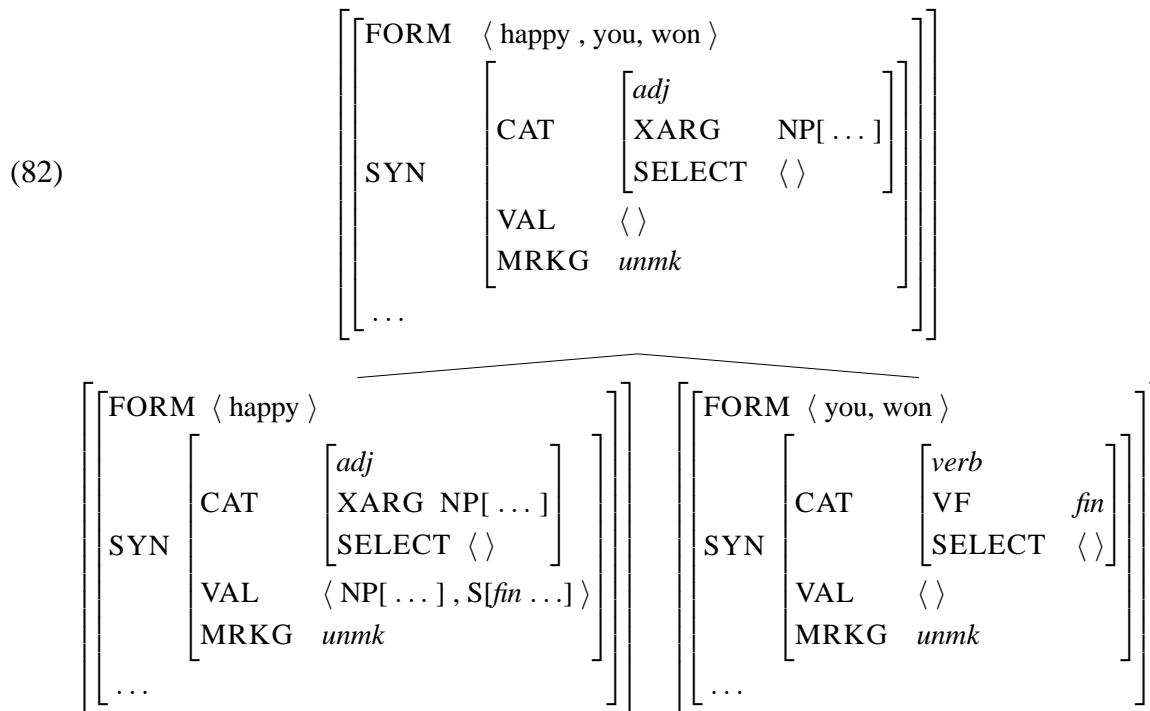 FORM ⟨ happy , you, won ⟩
adj
CAT XARG NP[ . . . ]
(82) SYN SELECT ⟨ ⟩
VAL ⟨ ⟩
MRKG unmk
. . .
FORM ⟨ happy ⟩
adj
CAT XARG NP[ . . . ]
SYN SELECT ⟨ ⟩
VAL ⟨ NP[ . . . ] , S[fin . . .] ⟩
MRKG unmk
. . .
FORM ⟨ you, won ⟩
verb
CAT VF fin
SYN SELECT ⟨ ⟩
VAL ⟨ ⟩
MRKG unmk
. . .